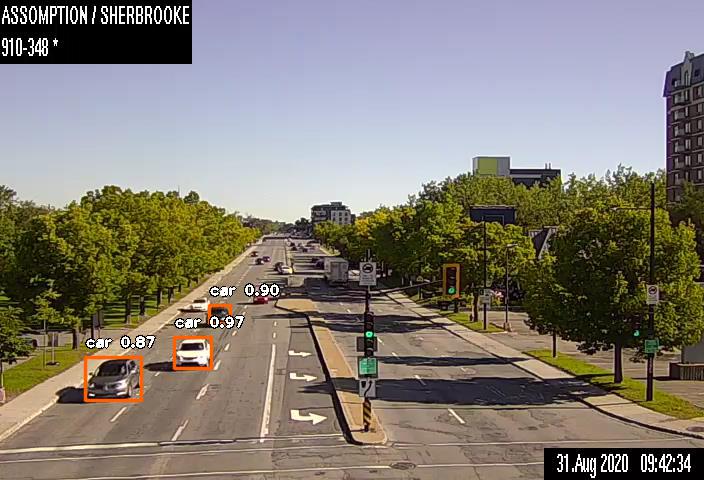 ASSOMPTION / SHERBROOKE
910-348 *
car 0.90
car 0.97
car 0.87
31.Aug 2020 09:42:34